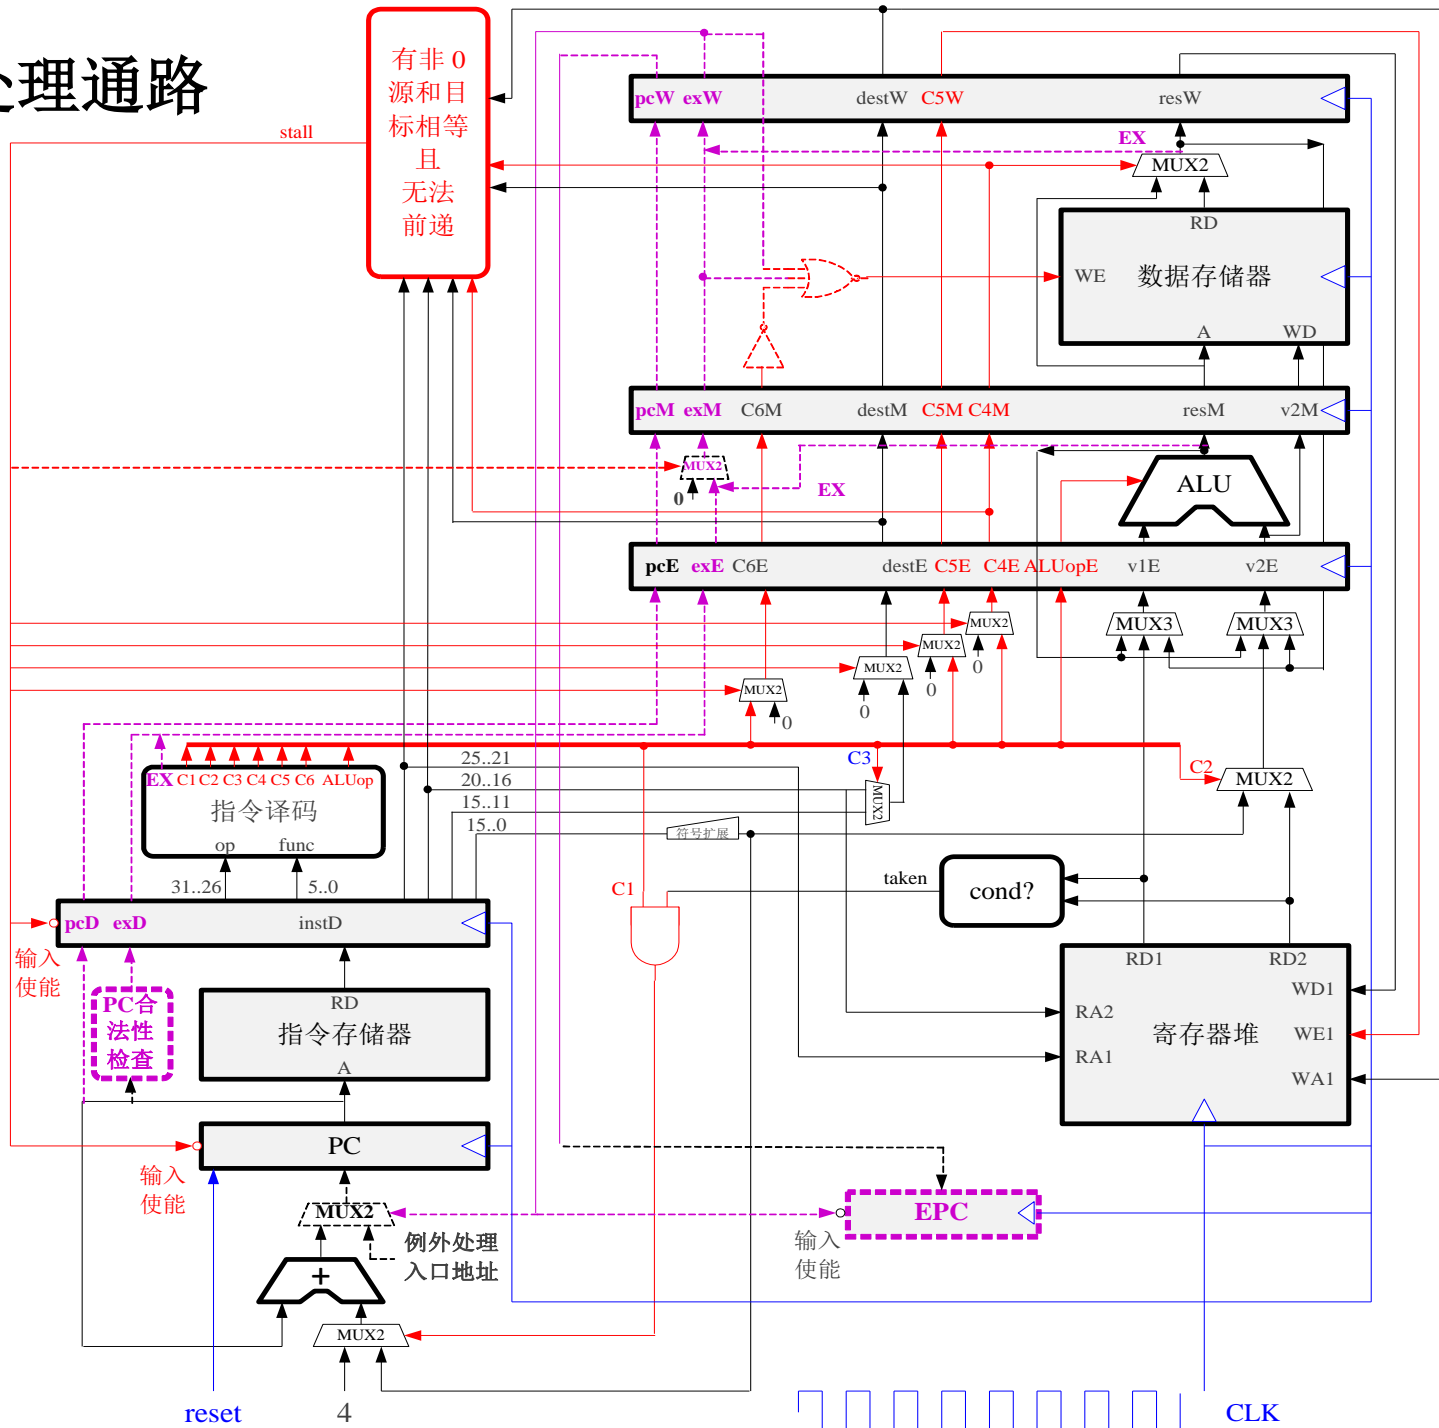 处理通路
有非 0
源和目
标相等
且
无法
前递
stall
pcW exW destW C5W resW
EX
MUX2
RD
WE 数据存储器
A WD
pcM exM C6M destM C5M C4M resM v2M
MUX2
0
EX
ALU
pcE exE C6E destE C5E C4E ALUopE v1E v2E
MUX2
MUX3 MUX3
MUX2
0
MUX2
0
MUX2
0
0
EX C1 C2 C3 C4 C5 C6 ALUop
指令译码
op func
31..26 5..0
25..21
20..16
15..11
15..0
C3
MUX2
符号扩展
C2
MUX2
C1
taken
cond?
pcD exD instD
输入
使能
PC合
法性
检查
RD
指令存储器
A
RD1 RD2
WD1
RA2
寄存器堆
WE1
RA1
WA1
PC
输入
使能
MUX2
例外处理
入口地址
EPC
输入
使能
+
MUX2
reset
4
CLK